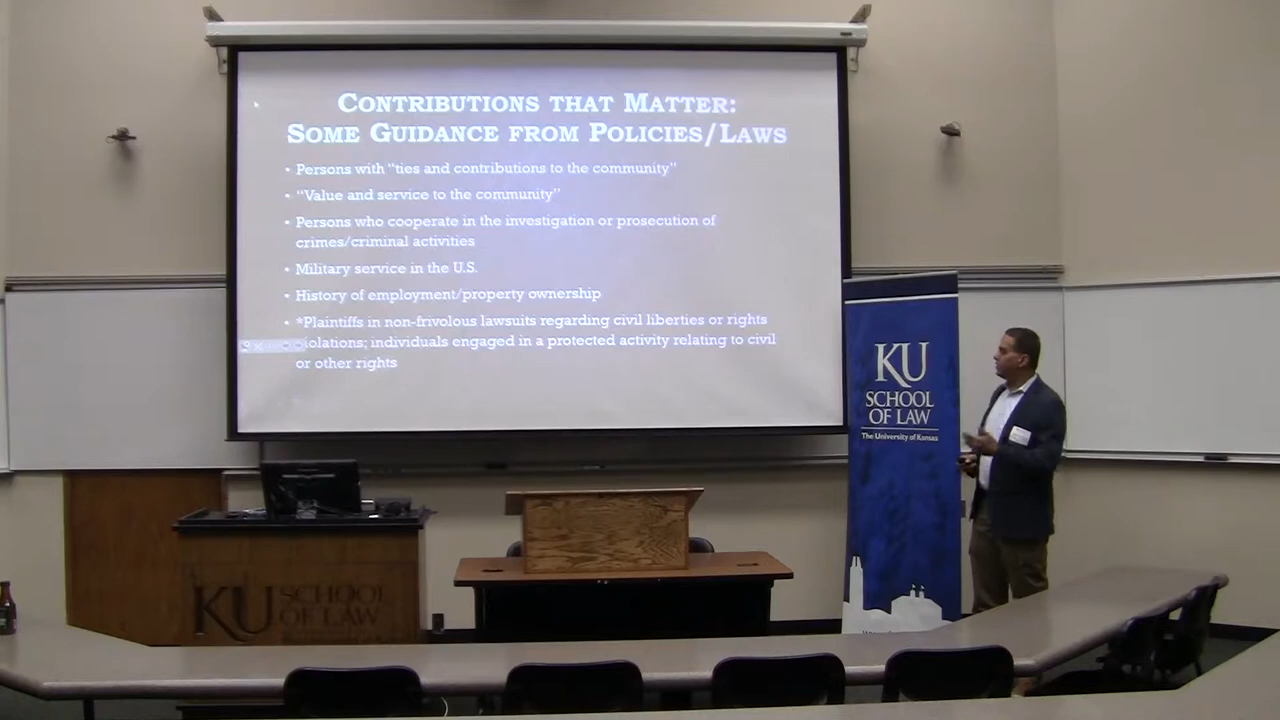 CONTRIBUTIONS THAT MATTER:
SOME GUIDANCE FROM POLICIES/LAWS
• Persons with “ties and contributions to the community”
• “Value and service to the community”
• Persons who cooperate in the investigation or prosecution of
crimes/criminal activities
• Military service in the U.S.
• History of employment/property ownership
• *Plaintiffs in non-frivolous lawsuits regarding civil liberties or rights
iolations; individuals engaged in a protected activity relating to civil
or other rights
KU
SCHOOL
OF LAW
The University of Kansas
KU
SCHOOL
OF LAW